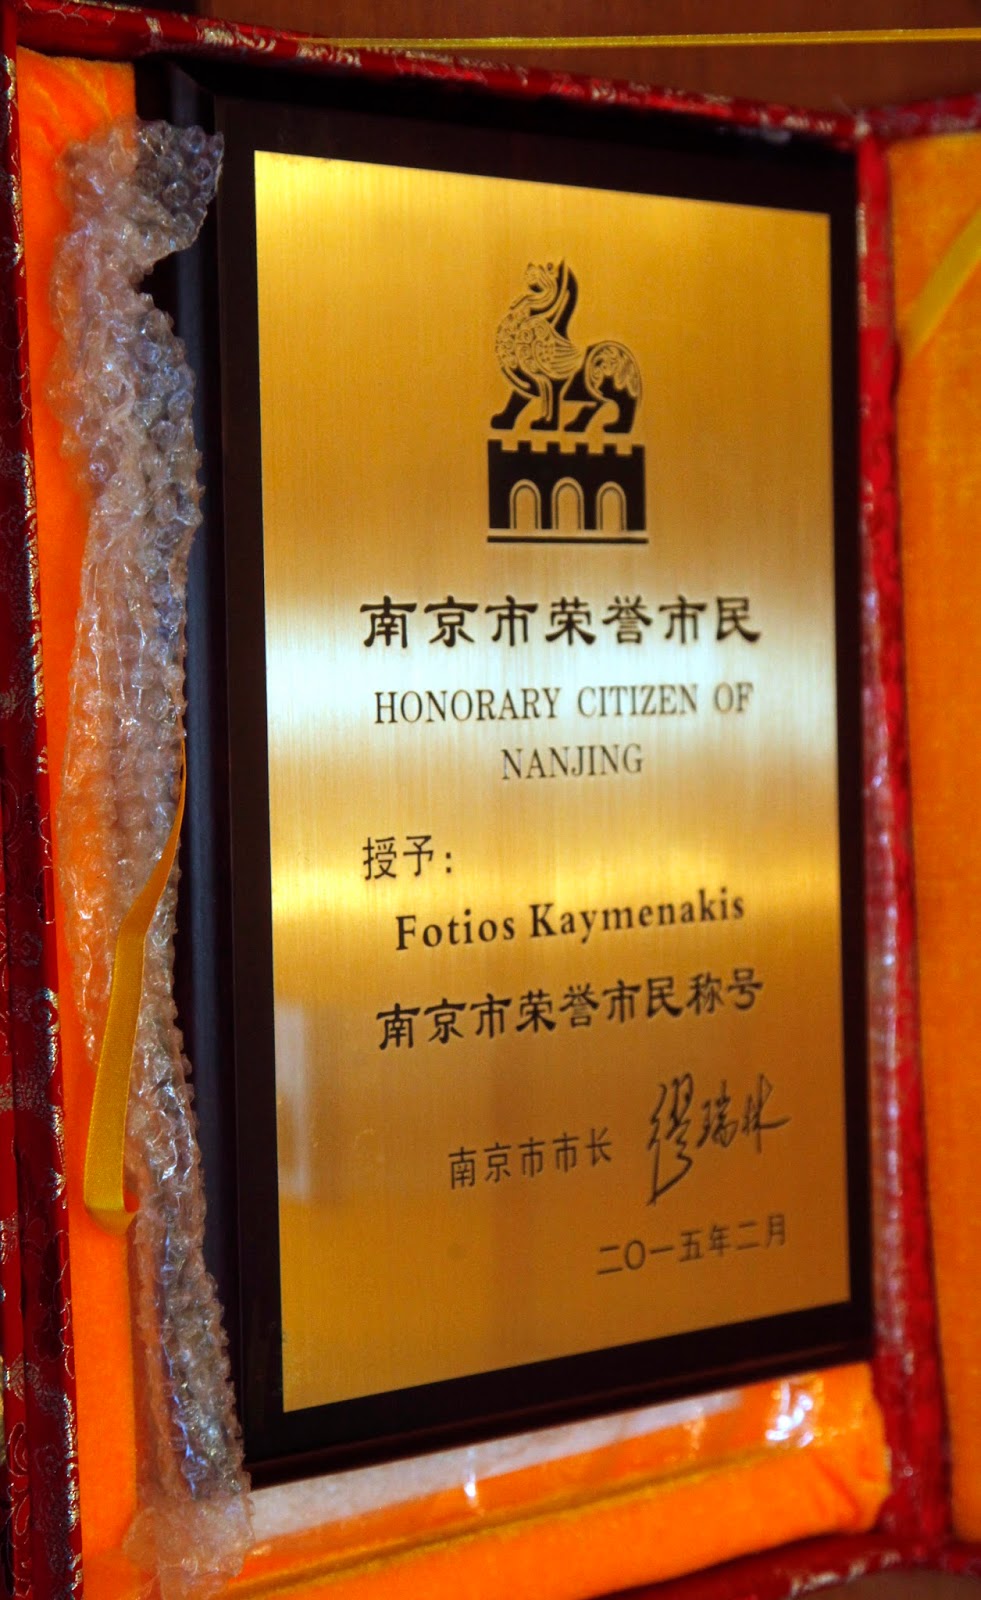 南京市荣誉市民
HONORARY CITIZEN OF
NANJING
授予：
Fotios Kaymenakis
南京市荣誉市民称号
南京市市长 缪瑞林
二〇一五年二月